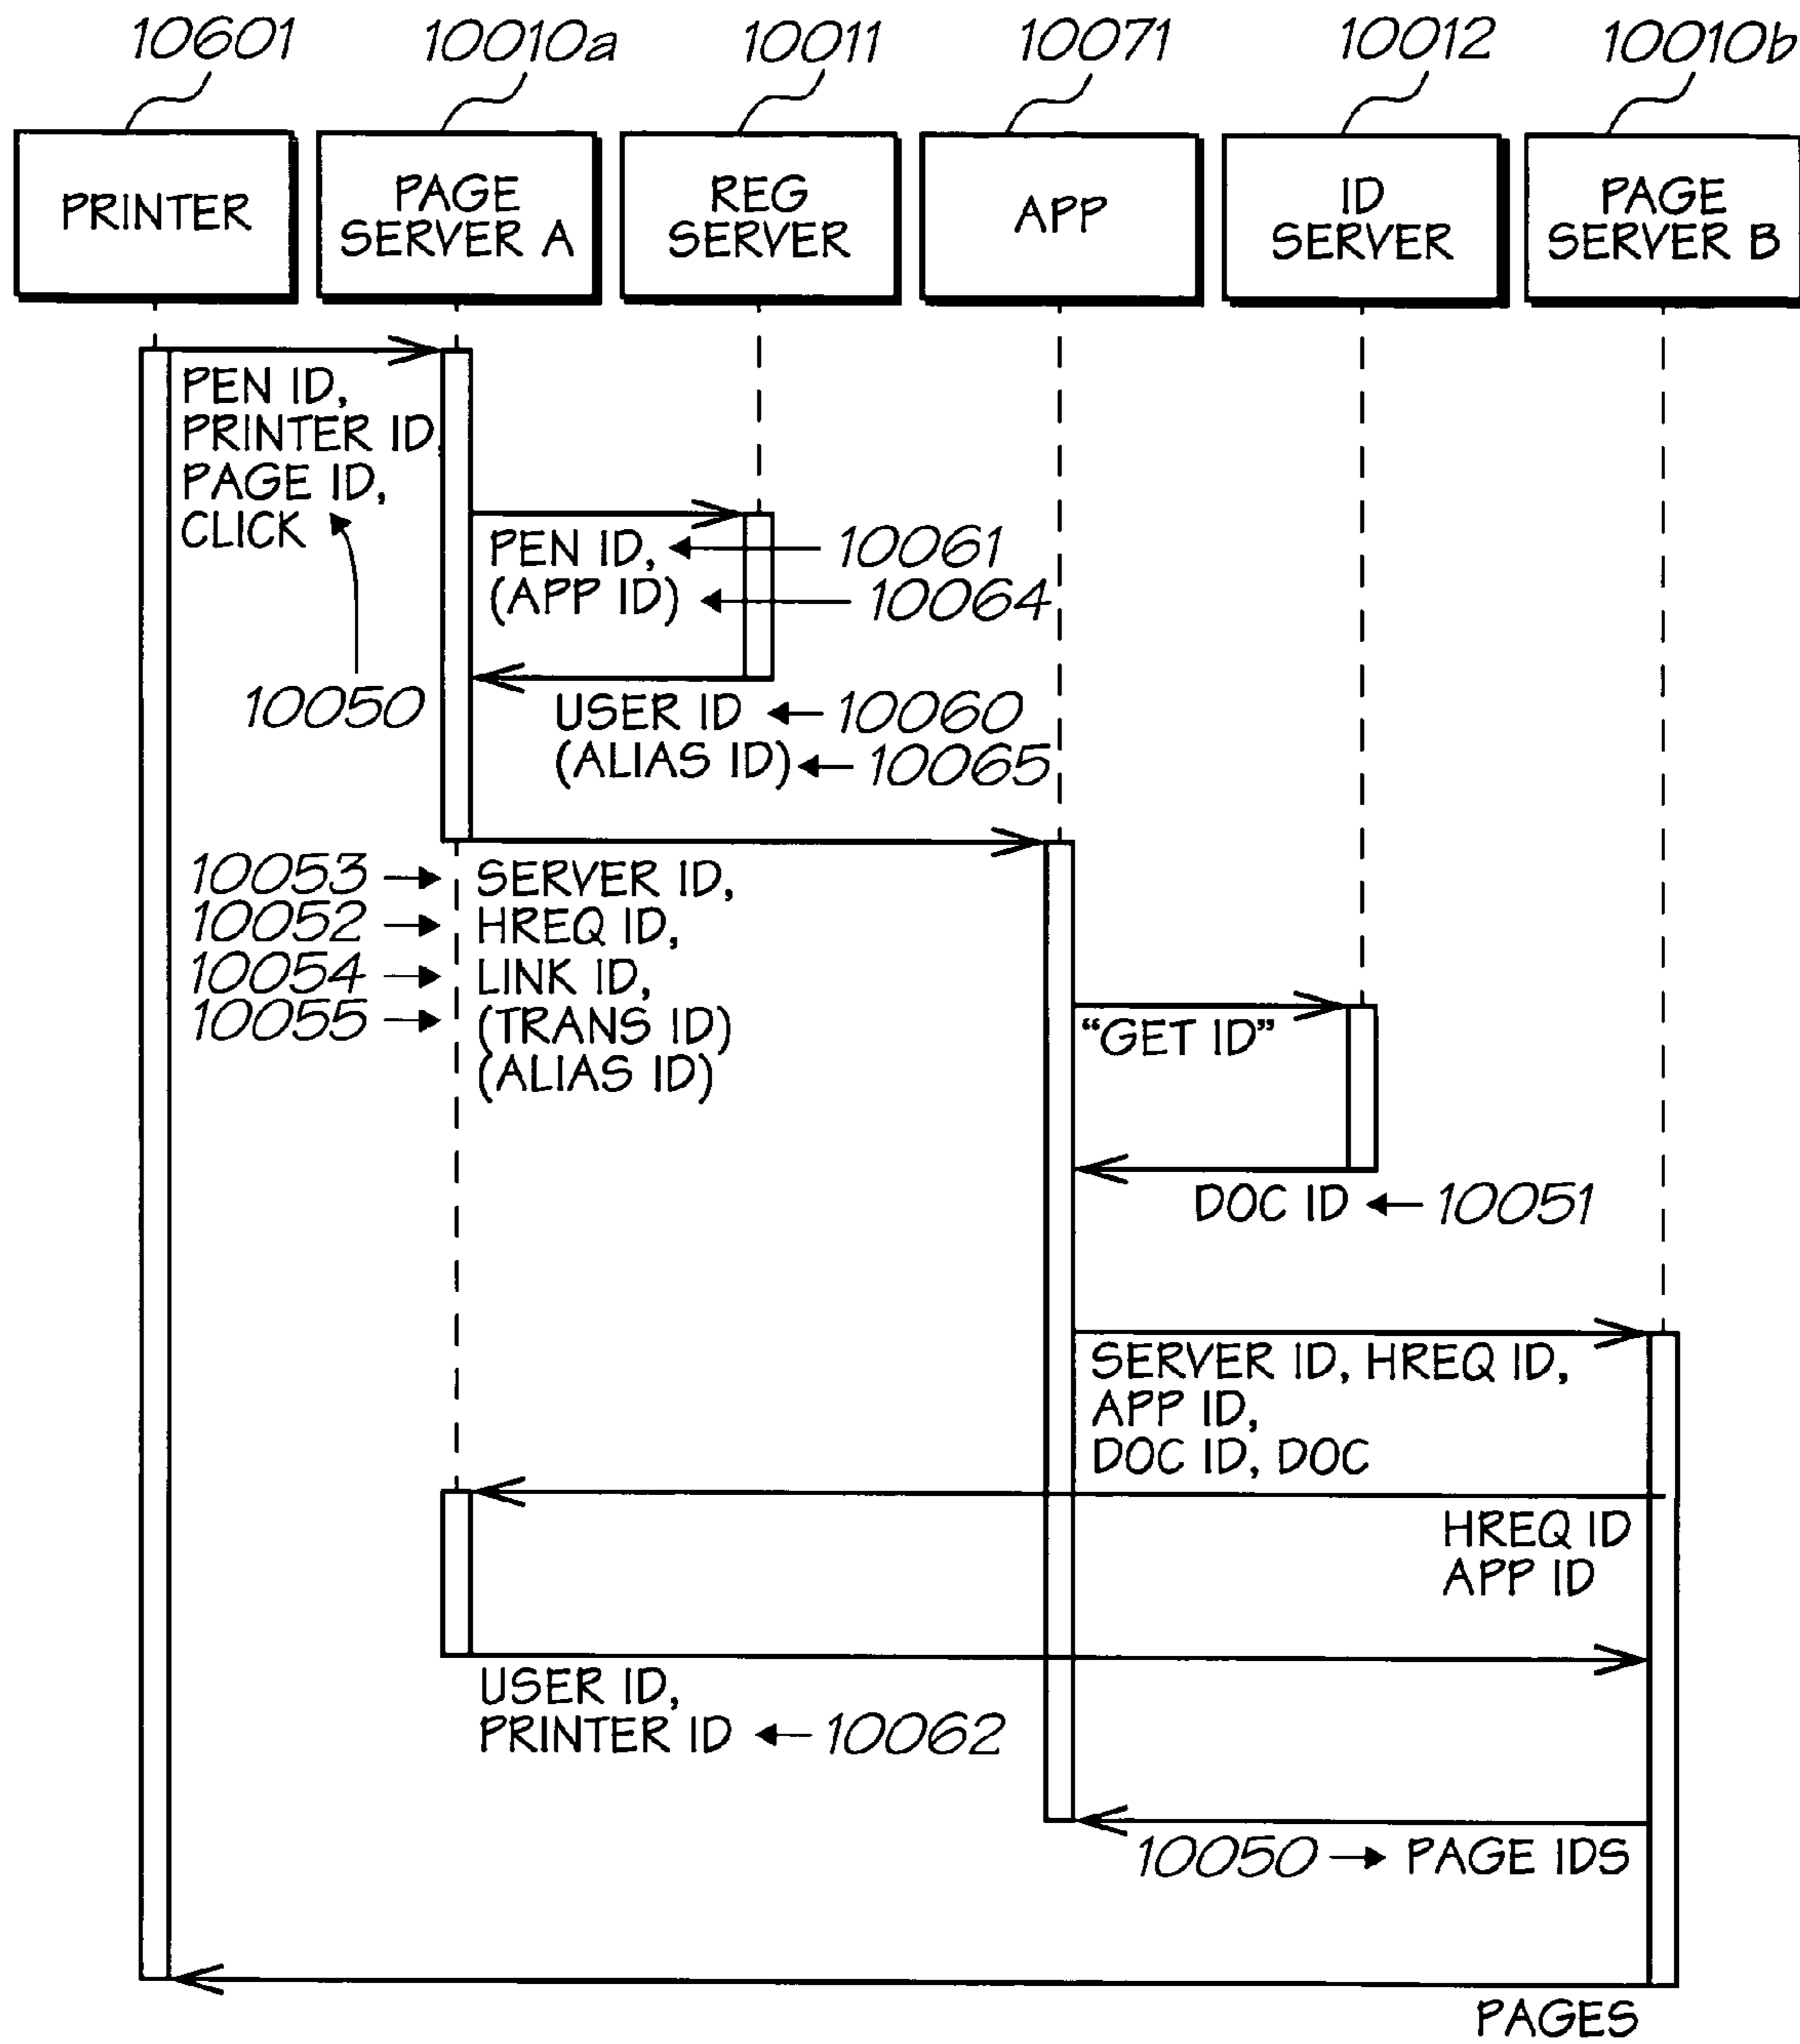 10601 10010a 10011 10071 10012 10010b
PRINTER
PAGE
SERVER A
REG
SERVER
APP
ID
SERVER
PAGE
SERVER B
PEN ID,
PRINTER ID
PAGE ID,
CLICK
10050
PEN ID, 10061
(APP ID) 10064
USER ID 10060
(ALIAS ID) 10065
10053 SERVER ID,
10052 HREQ ID,
10054 LINK ID,
10055 (TRANS ID)
(ALIAS ID)
“GET ID”
DOC ID 10051
SERVER ID, HREQ ID,
APP ID,
DOC ID, DOC
HREQ ID
APP ID
USER ID,
PRINTER ID 10062
10050 PAGE IDS
PAGES